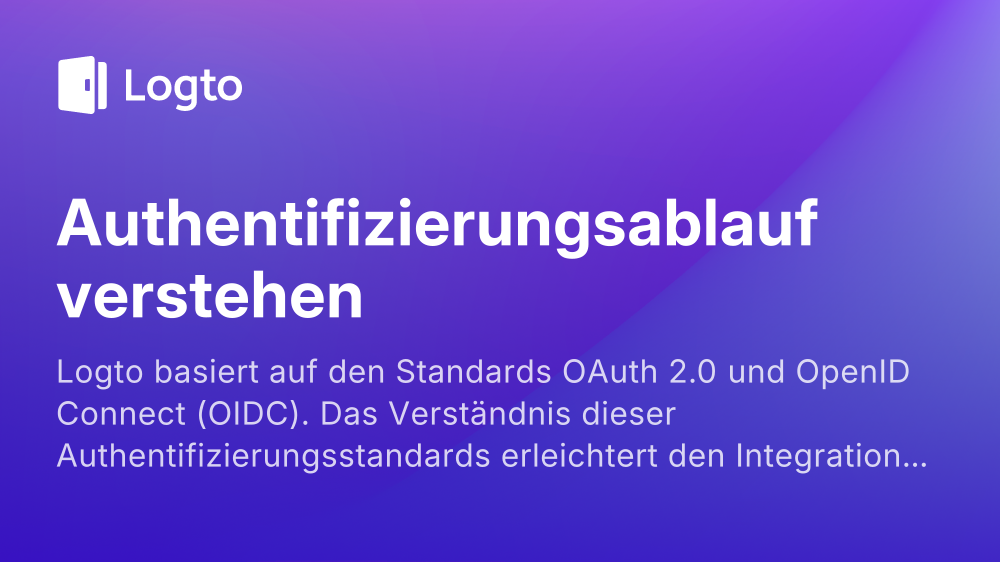 Logto
Authentifizierungsablauf
verstehen
Logto basiert auf den Standards OAuth 2.0 und OpenID
Connect (OIDC). Das Verständnis dieser
Authentifizierungsstandards erleichtert den Integration...